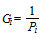 Gᵢ = 1/Pᵢ